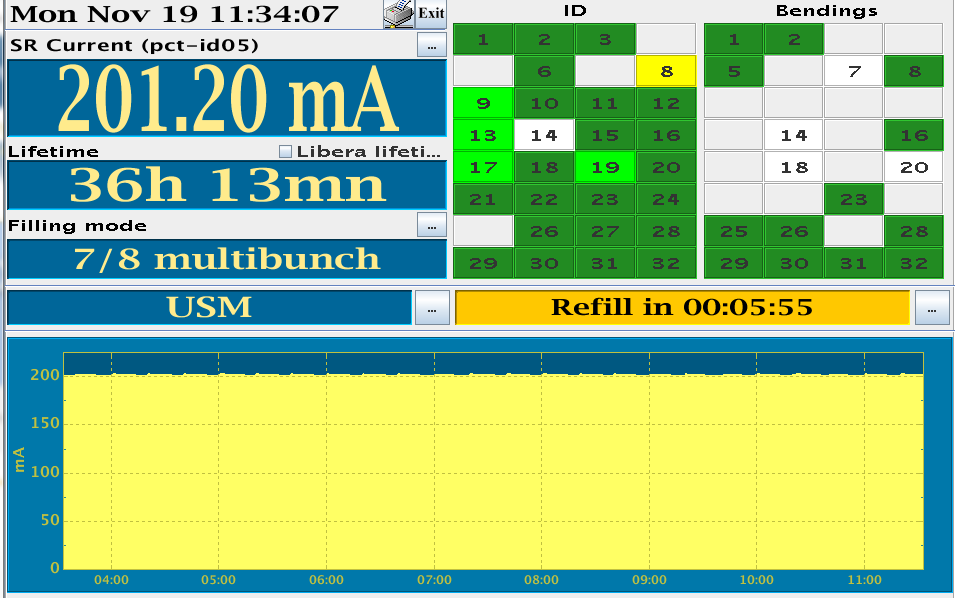 Mon Nov 19 11:34:07 Exit
SR Current (pct-id05) ...
201.20 mA
Lifetime Libera lifeti...
36h 13mn
Filling mode ...
7/8 multibunch
ID
1 2 3
6 8
9 10 11 12
13 14 15 16
17 18 19 20
21 22 23 24
26 27 28
29 30 31 32
Bendings
1 2
5 7 8
14 16
18 20
23
25 26 28
29 30 31 32
USM ...
Refill in 00:05:55 ...
mA
200
150
100
50
0
04:00 05:00 06:00 07:00 08:00 09:00 10:00 11:00